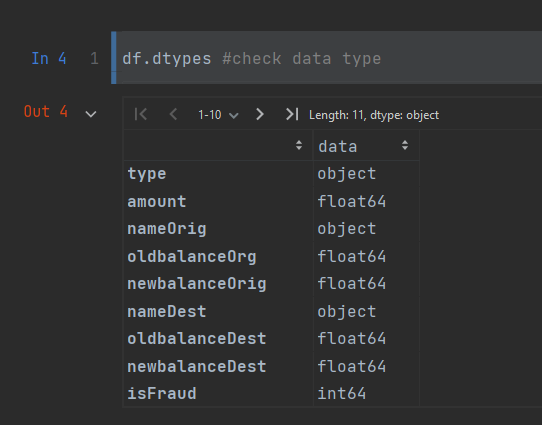 In 4 1 df.dtypes #check data type
Out 4 1-10 Length: 11, dtype: object
data
type object
amount float64
nameOrig object
oldbalanceOrg float64
newbalanceOrig float64
nameDest object
oldbalanceDest float64
newbalanceDest float64
isFraud int64